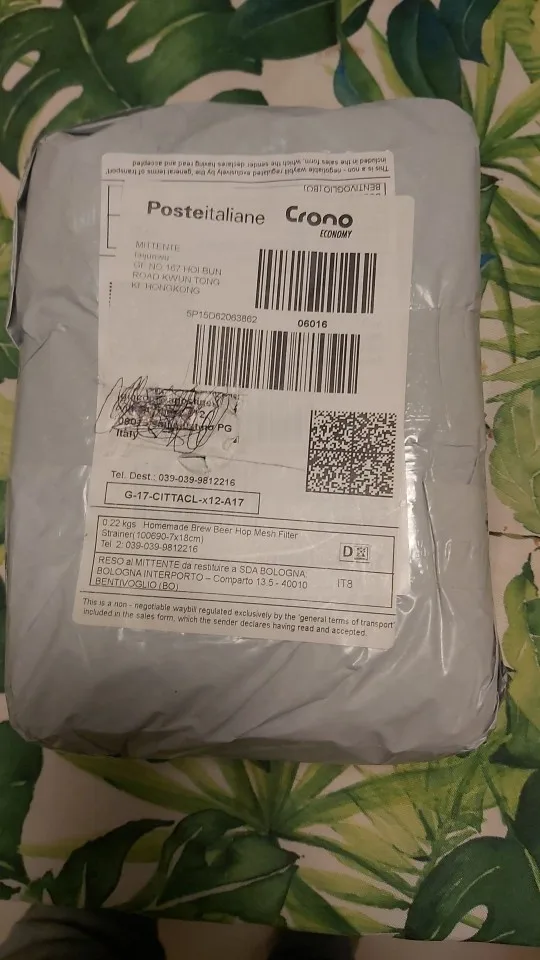 included in the sales form, which the sender declares having read and accepted
This is a non - negotiable waybill regulated exclusively by the general terms of transport
BENTIVOGLIO (BO)
Posteitaliane Crono
ECONOMY
MITTENTE
GF NO 167 HOI BUN
ROAD KWUN TONG
KE HONGKONG
5P15D62063862 06016
PG
Italy
Tel. Dest.: 039-039-9812216
G-17-CITTACL-x12-A17
0.22 kgs Homemade Brew Beer Hop Mesh Filter
Strainer(100690-7x18cm)
Tel 2: 039-039-9812216
D
RESO al MITTENTE da restituire a SDA BOLOGNA
BOLOGNA INTERPORTO – Comparto 13.5 - 40010
BENTIVOGLIO (BO)
IT8
This is a non - negotiable waybill regulated exclusively by the 'general terms of transport'
included in the sales form, which the sender declares having read and accepted.